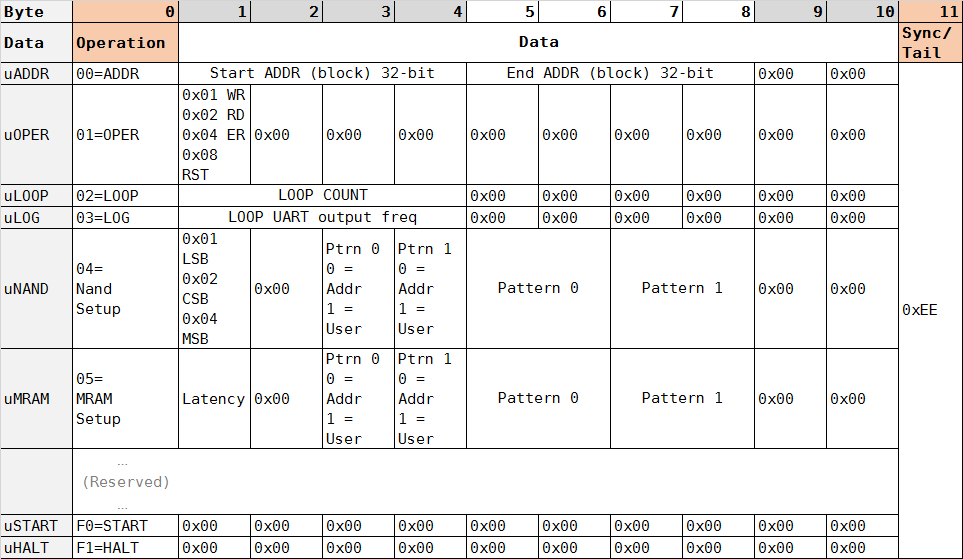 Byte 0 1 2 3 4 5 6 7 8 9 10 11
Data Operation Data Sync/
Tail
uADDR 00=ADDR Start ADDR (block) 32-bit End ADDR (block) 32-bit 0x00 0x00
uOPER 01=OPER 0x01 WR
0x02 RD
0x04 ER
0x08
RST
0x00 0x00 0x00 0x00 0x00 0x00 0x00 0x00 0x00
uLOOP 02=LOOP LOOP COUNT 0x00 0x00 0x00 0x00 0x00 0x00
uLOG 03=LOG LOOP UART output freq 0x00 0x00 0x00 0x00 0x00 0x00
uNAND
04=
Nand
Setup
0x01
LSB
0x02
CSB
0x04
MSB
0x00
Ptrn 0
0 =
Addr
1 =
User
Ptrn 1
0 =
Addr
1 =
User
Pattern 0 Pattern 1 0x00 0x00
0xEE
uMRAM
05=
MRAM
Setup
Latency 0x00
Ptrn 0
0 =
Addr
1 =
User
Ptrn 1
0 =
Addr
1 =
User
Pattern 0 Pattern 1 0x00 0x00
...
(Reserved)
...
uSTART F0=START 0x00 0x00 0x00 0x00 0x00 0x00 0x00 0x00 0x00 0x00
uHALT F1=HALT 0x00 0x00 0x00 0x00 0x00 0x00 0x00 0x00 0x00 0x00